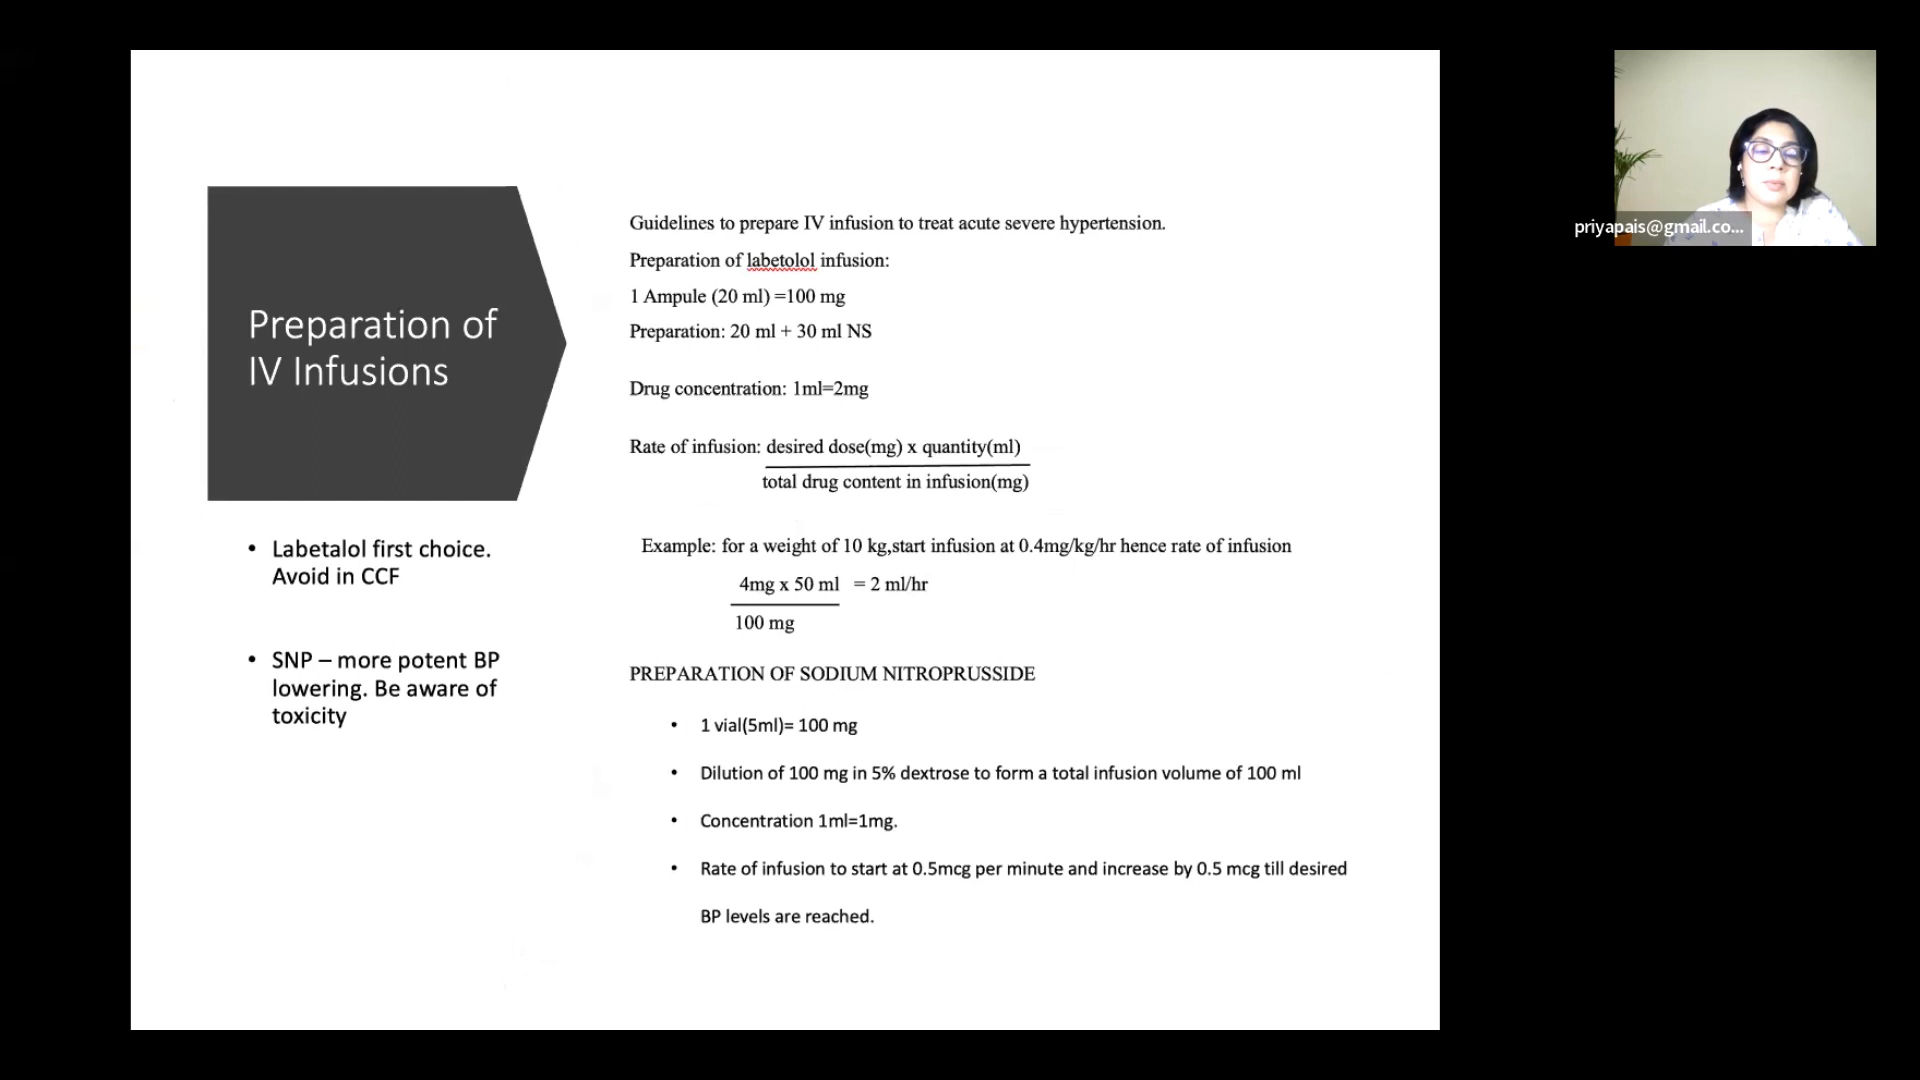 Preparation of
IV Infusions
• Labetalol first choice.
Avoid in CCF
• SNP – more potent BP
lowering. Be aware of
toxicity
Guidelines to prepare IV infusion to treat acute severe hypertension.
Preparation of labetolol infusion:
1 Ampule (20 ml) =100 mg
Preparation: 20 ml + 30 ml NS
Drug concentration: 1ml=2mg
Rate of infusion: desired dose(mg) x quantity(ml)
total drug content in infusion(mg)
Example: for a weight of 10 kg,start infusion at 0.4mg/kg/hr hence rate of infusion
4mg x 50 ml = 2 ml/hr
100 mg
PREPARATION OF SODIUM NITROPRUSSIDE
• 1 vial(5ml)= 100 mg
• Dilution of 100 mg in 5% dextrose to form a total infusion volume of 100 ml
• Concentration 1ml=1mg.
• Rate of infusion to start at 0.5mcg per minute and increase by 0.5 mcg till desired
BP levels are reached.
priyapais@gmail.co...